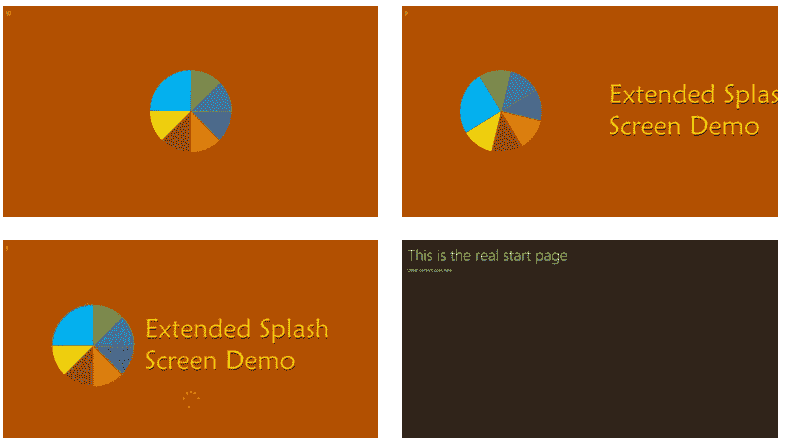 Extended Splas
Screen Demo
Extended Splash
Screen Demo
This is the real start page